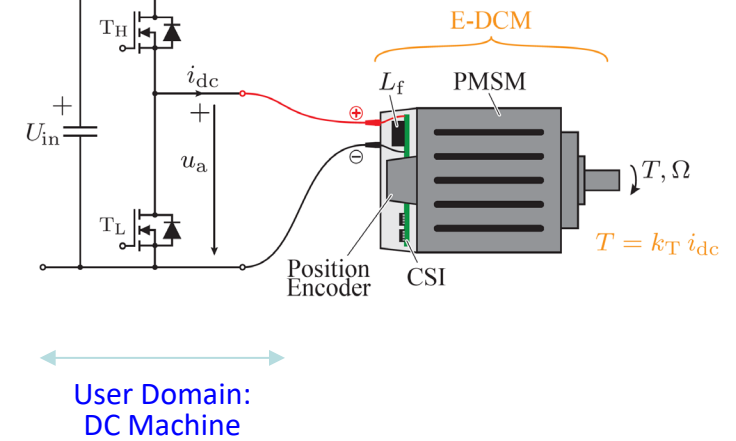 E-DCM
T_H
i_dc
L_f
PMSM
+
+
⊕
U_in
⊖
u_a
T, Ω
T_L
T = k_T i_dc
Position
Encoder
CSI
User Domain:
DC Machine